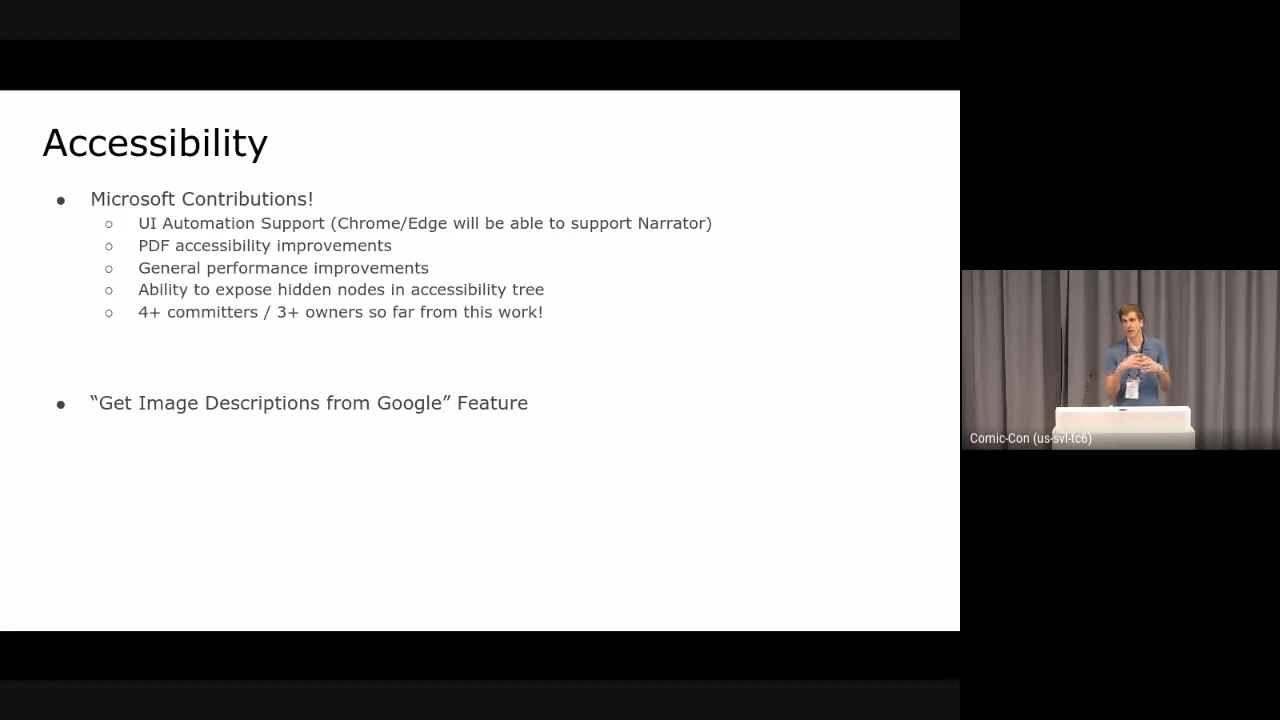 Accessibility
● Microsoft Contributions!
○ UI Automation Support (Chrome/Edge will be able to support Narrator)
○ PDF accessibility improvements
○ General performance improvements
○ Ability to expose hidden nodes in accessibility tree
○ 4+ committers / 3+ owners so far from this work!
● “Get Image Descriptions from Google” Feature
Comic-Con (us-svl-tc6)